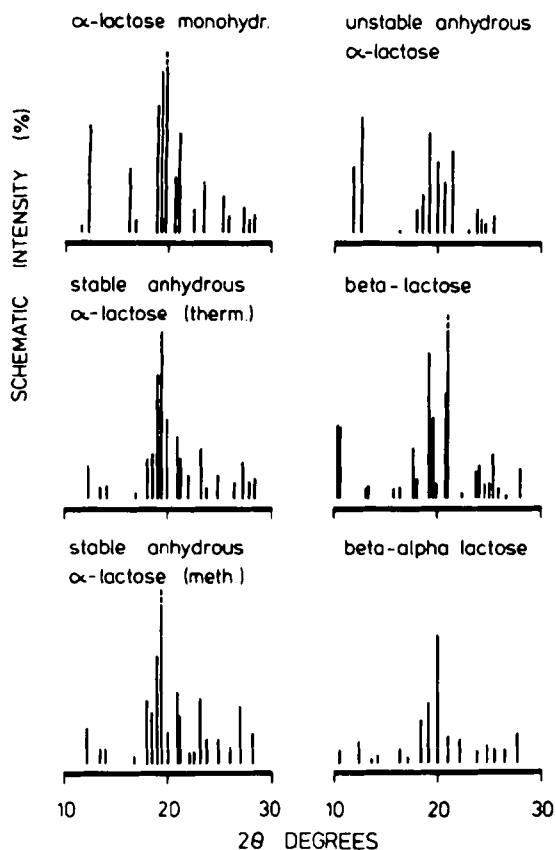 α-lactose monohydr.
unstable anhydrous
α-lactose
SCHEMATIC INTENSITY (%)
stable anhydrous
α-lactose (therm.)
beta-lactose
stable anhydrous
α-lactose (meth.)
beta-alpha lactose
10 20 30
10 20 30
2θ DEGREES